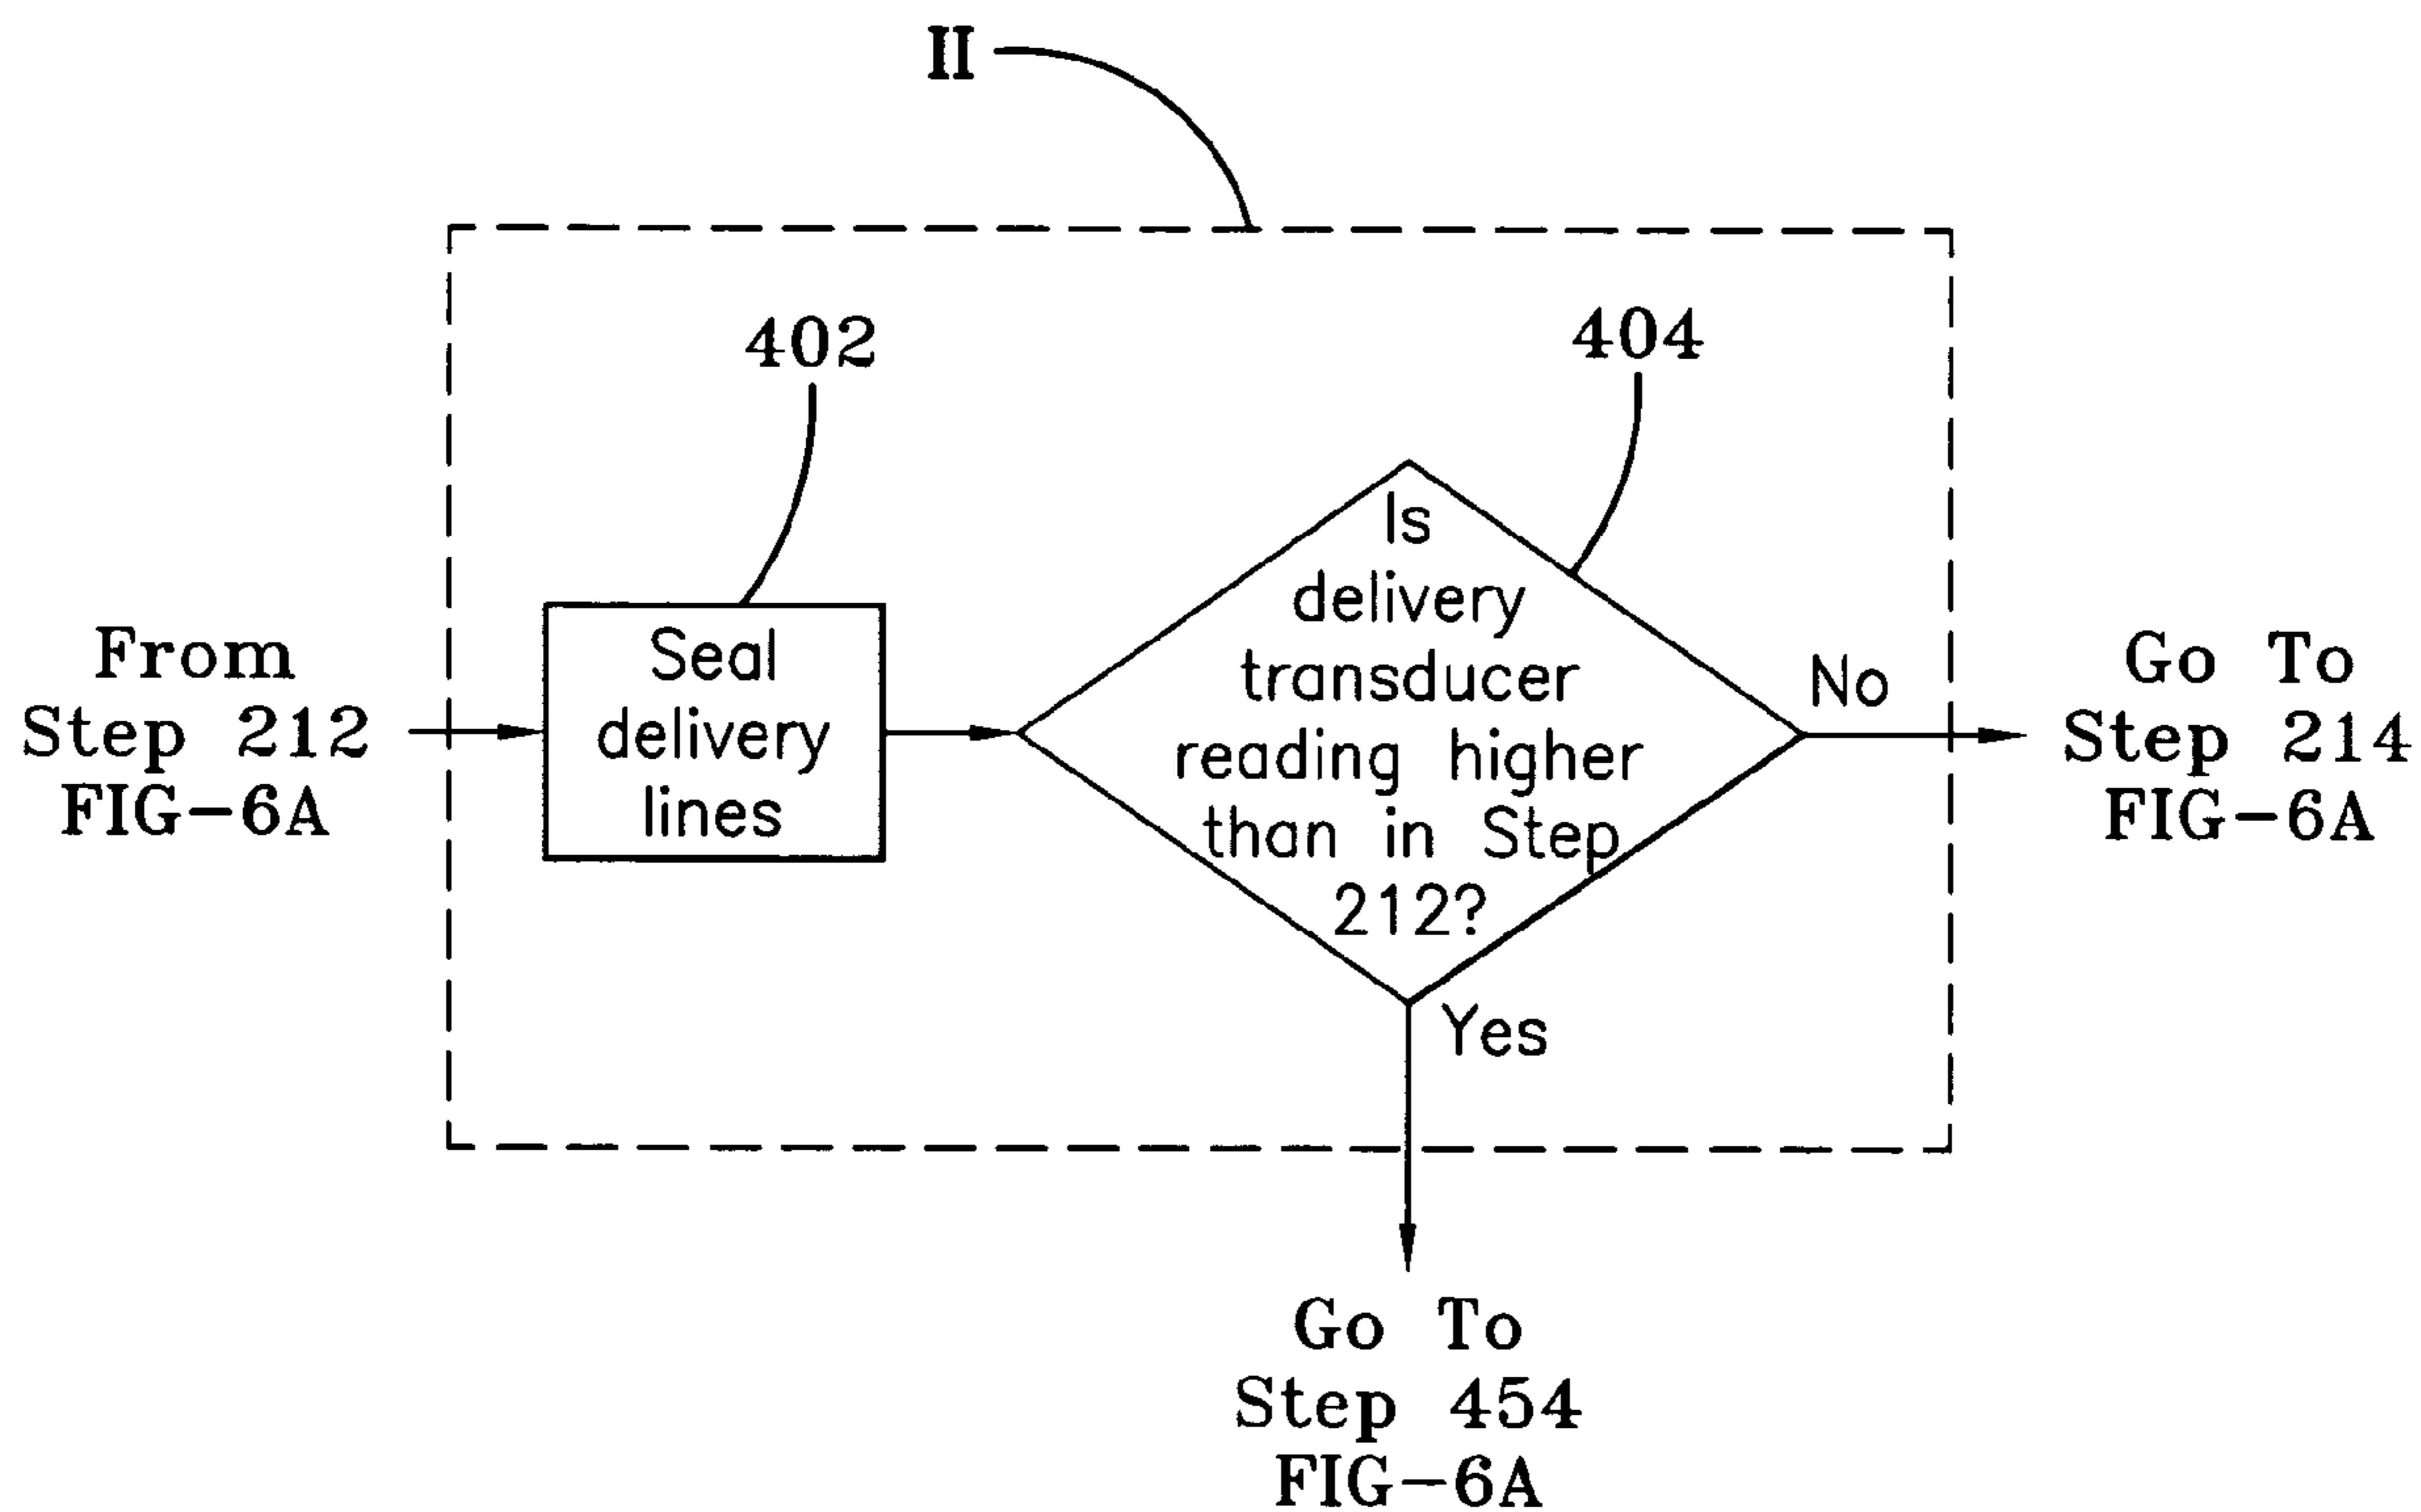 II
402
404
From
Step 212
FIG-6A
Seal
delivery
lines
Is
delivery
transducer
reading higher
than in Step
212?
No
Yes
Go To
Step 214
FIG-6A
Go To
Step 454
FIG-6A